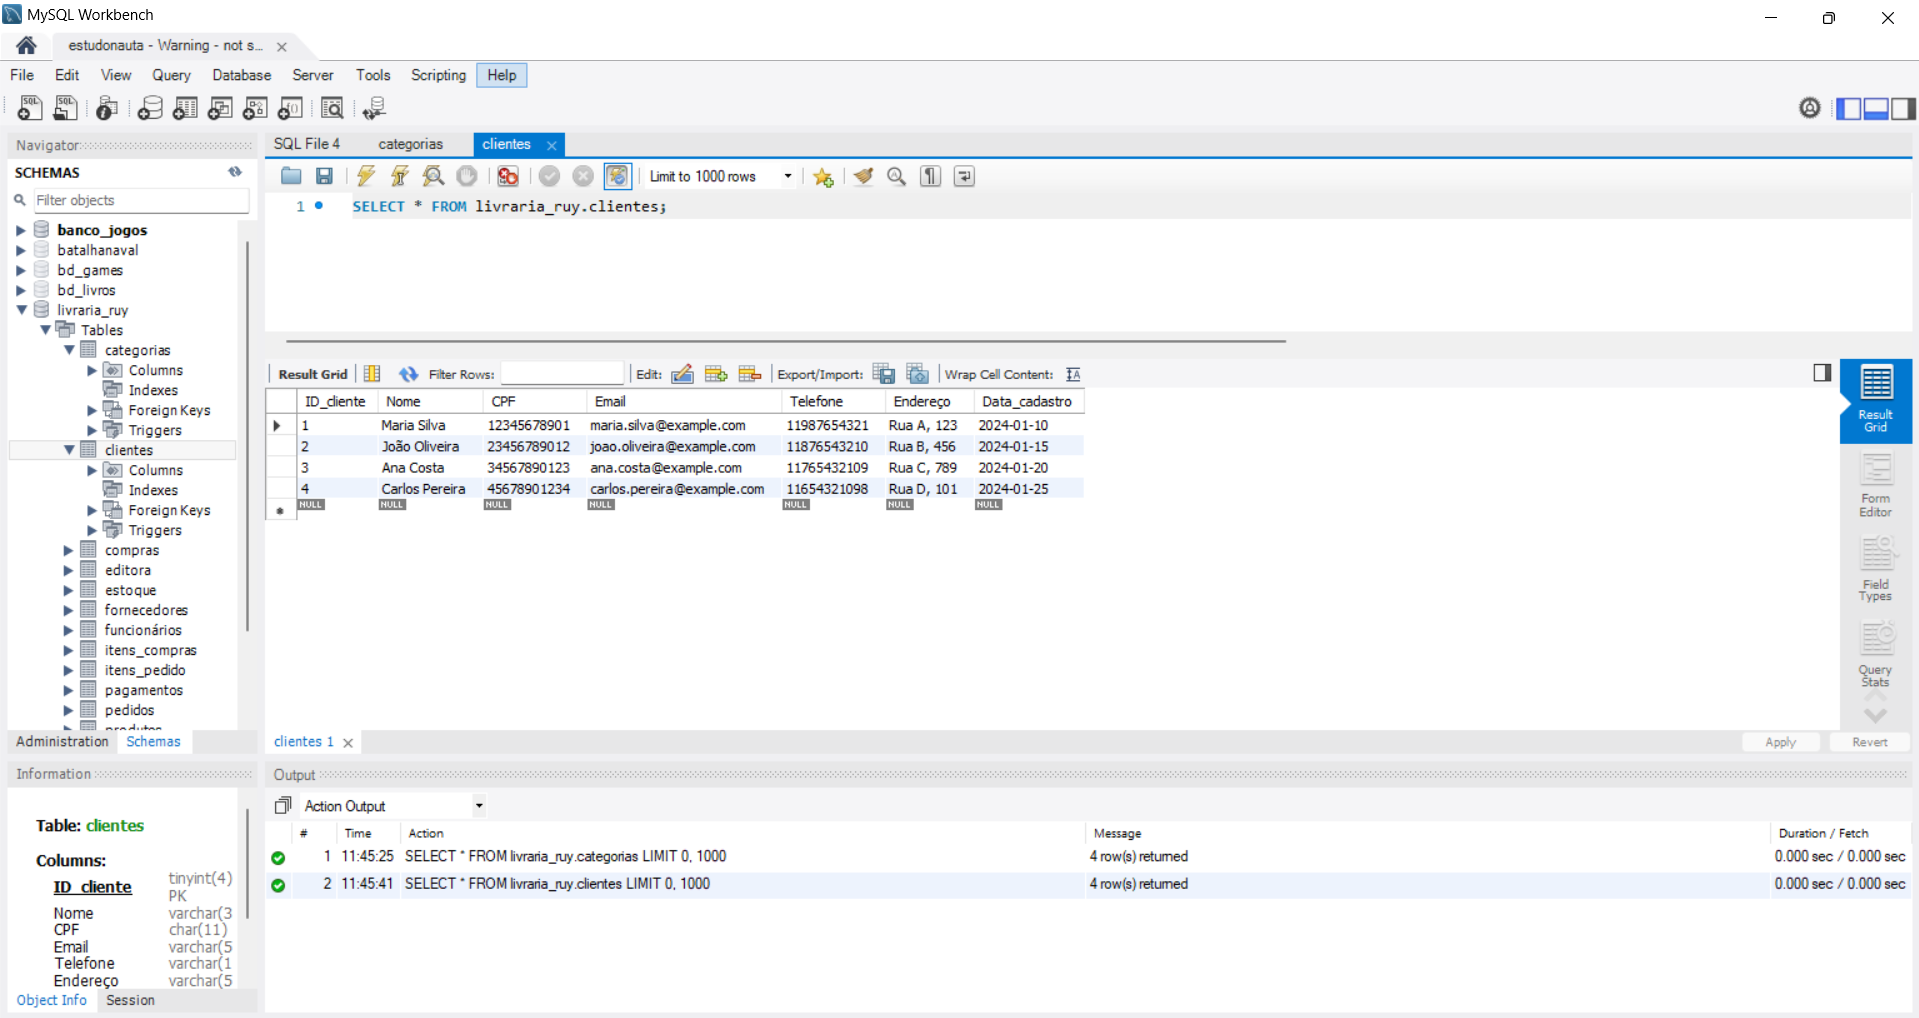 MySQL Workbench
estudonauta - Warning - not s...
File Edit View Query Database Server Tools Scripting Help
Navigator
SCHEMAS
Filter objects
banco_jogos
batalhanaval
bd_games
bd_livros
livraria_ruy
Tables
categorias
Columns
Indexes
Foreign Keys
Triggers
clientes
Columns
Indexes
Foreign Keys
Triggers
compras
editora
estoque
fornecedores
funcionários
itens_compras
itens_pedido
pagamentos
pedidos
produtos
Administration Schemas
Information
Table: clientes
Columns:
ID_cliente tinyint(4)
PK
Nome varchar(3
CPF char(11)
Email varchar(5
Telefone varchar(1
Endereço varchar(5
Object Info Session
SQL File 4 categorias clientes
Limit to 1000 rows
1 SELECT * FROM livraria_ruy.clientes;
Result Grid Filter Rows: Edit: Export/Import: Wrap Cell Content:
ID_cliente Nome CPF Email Telefone Endereço Data_cadastro
1 Maria Silva 12345678901 maria.silva@example.com 11987654321 Rua A, 123 2024-01-10
2 João Oliveira 23456789012 joao.oliveira@example.com 11876543210 Rua B, 456 2024-01-15
3 Ana Costa 34567890123 ana.costa@example.com 11765432109 Rua C, 789 2024-01-20
4 Carlos Pereira 45678901234 carlos.pereira@example.com 11654321098 Rua D, 101 2024-01-25
NULL NULL NULL NULL NULL NULL NULL
Result
Grid
Form
Editor
Field
Types
Query
Stats
clientes 1 Apply Revert
Output
Action Output
# Time Action Message Duration / Fetch
1 11:45:25 SELECT * FROM livraria_ruy.categorias LIMIT 0, 1000 4 row(s) returned 0.000 sec / 0.000 sec
2 11:45:41 SELECT * FROM livraria_ruy.clientes LIMIT 0, 1000 4 row(s) returned 0.000 sec / 0.000 sec